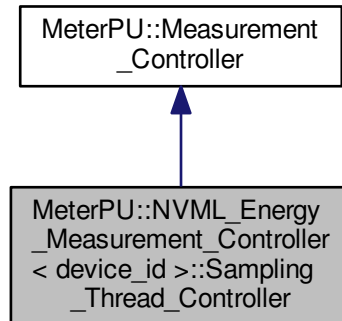 MeterPU::Measurement
_Controller
MeterPU::NVML_Energy
_Measurement_Controller
< device_id >::Sampling
_Thread_Controller